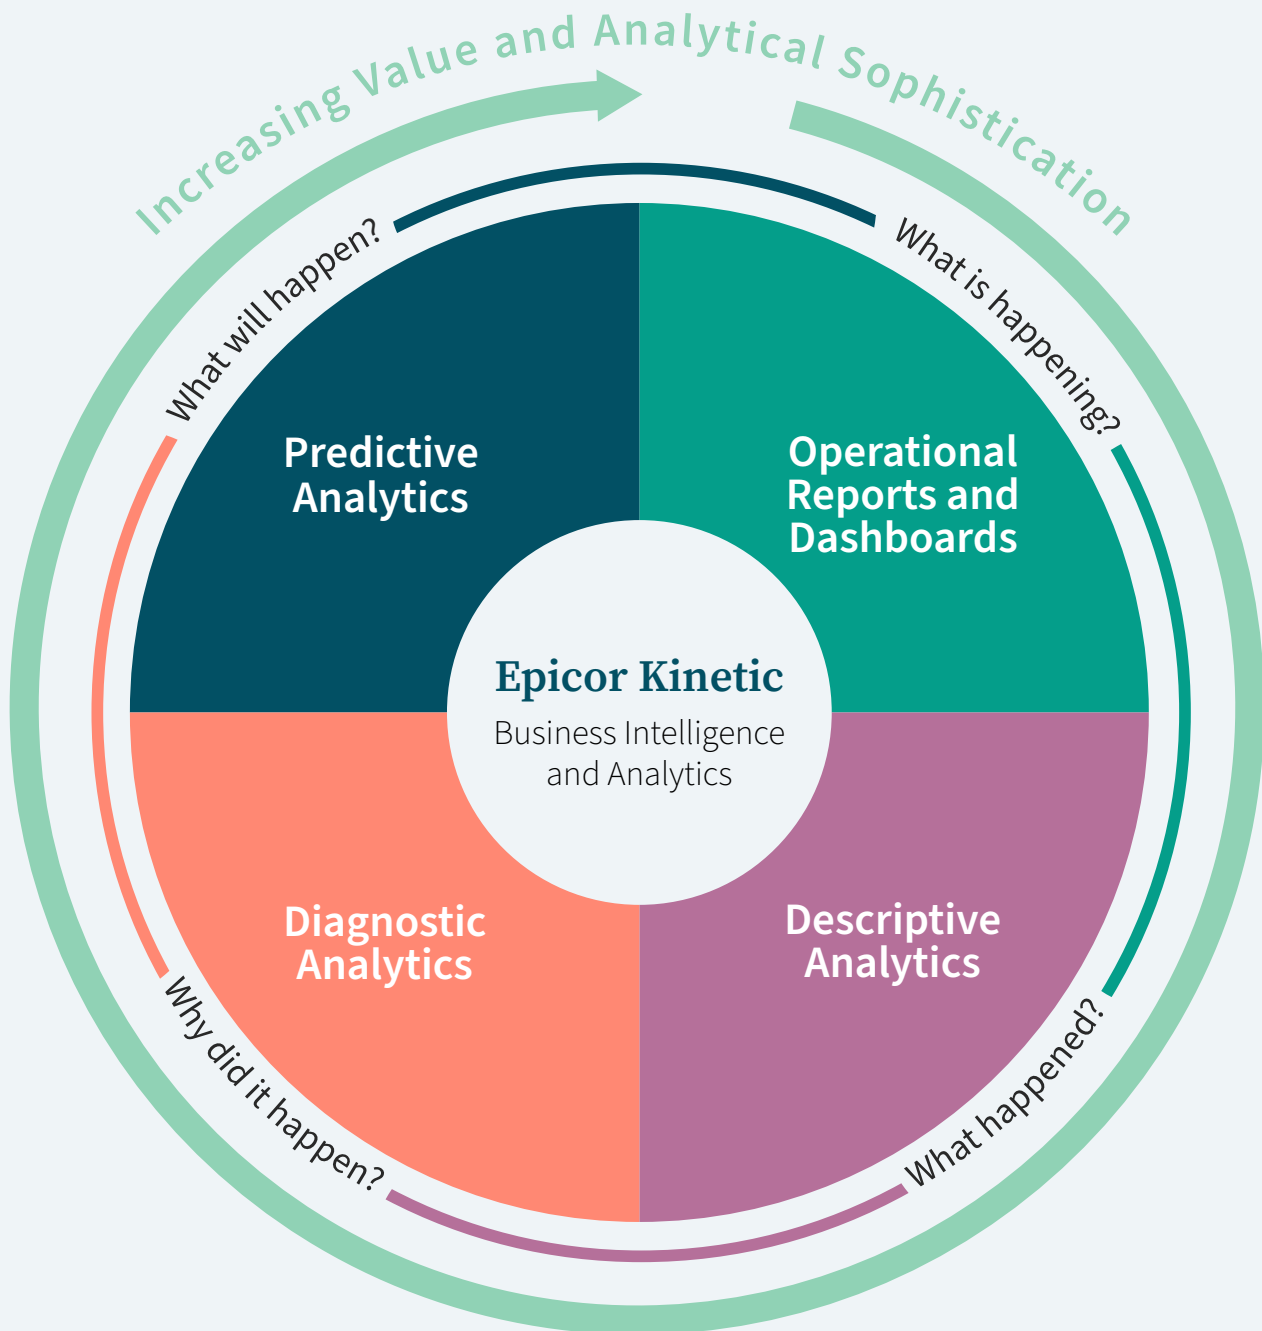 Increasing Value and Analytical Sophistication
What will happen?
What is happening?
Predictive
Analytics
Operational
Reports and
Dashboards
Epicor Kinetic
Business Intelligence
and Analytics
Diagnostic
Analytics
Descriptive
Analytics
Why did it happen?
What happened?